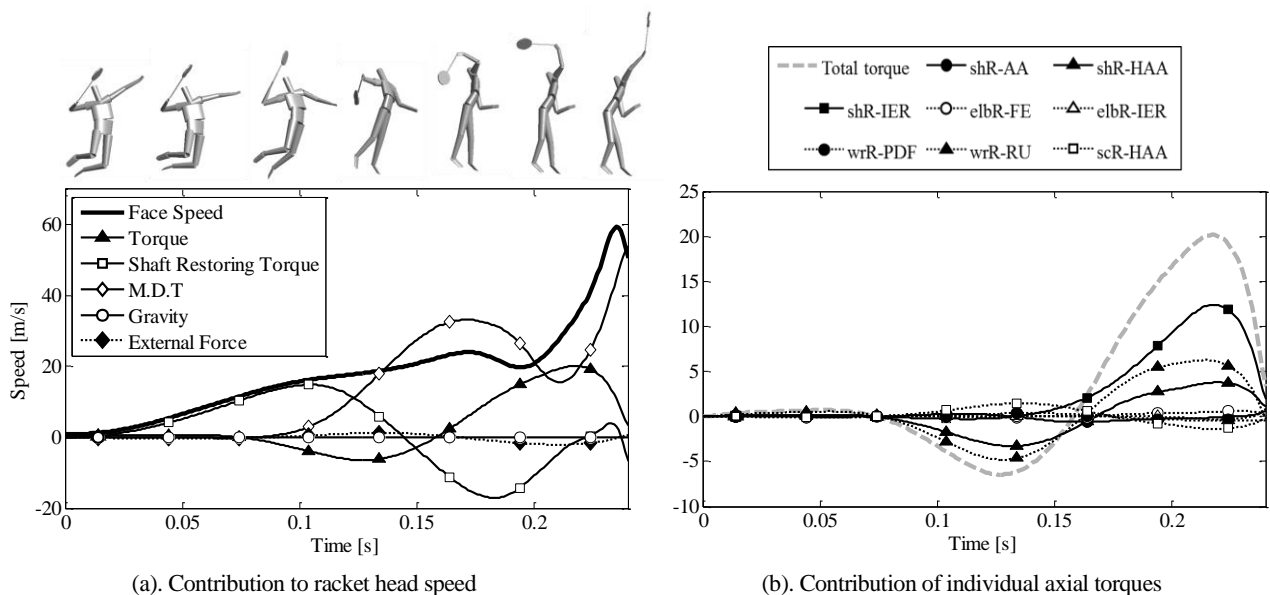 Total torque
shR-AA
shR-HAA
shR-IER
elbR-FE
elbR-IER
wrR-PDF
wrR-RU
scR-HAA
Face Speed
Torque
Shaft Restoring Torque
M.D.T
Gravity
External Force
Speed [m/s]
60
40
20
0
-20
0
0.05
0.1
0.15
0.2
Time [s]
(a). Contribution to racket head speed
25
20
15
10
5
0
-5
-10
0
0.05
0.1
0.15
0.2
Time [s]
(b). Contribution of individual axial torques